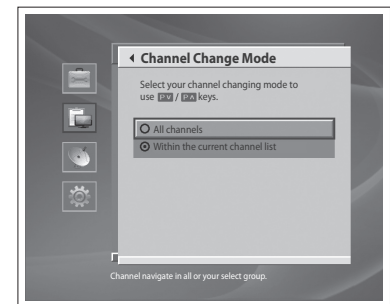 Channel Change Mode
Select your channel changing mode to
use P∨ / P∧ keys.
All channels
Within the current channel list
Channel navigate in all or your select group.